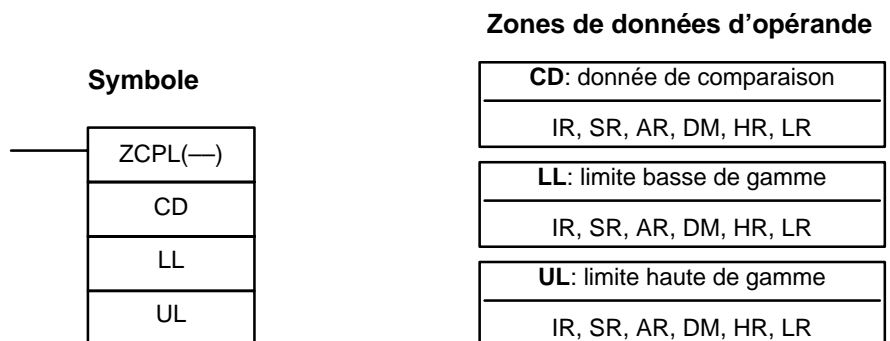 Zones de données d’opérande
Symbole
ZCPL(––)
CD
LL
UL
CD: donnée de comparaison
IR, SR, AR, DM, HR, LR
LL: limite basse de gamme
IR, SR, AR, DM, HR, LR
UL: limite haute de gamme
IR, SR, AR, DM, HR, LR